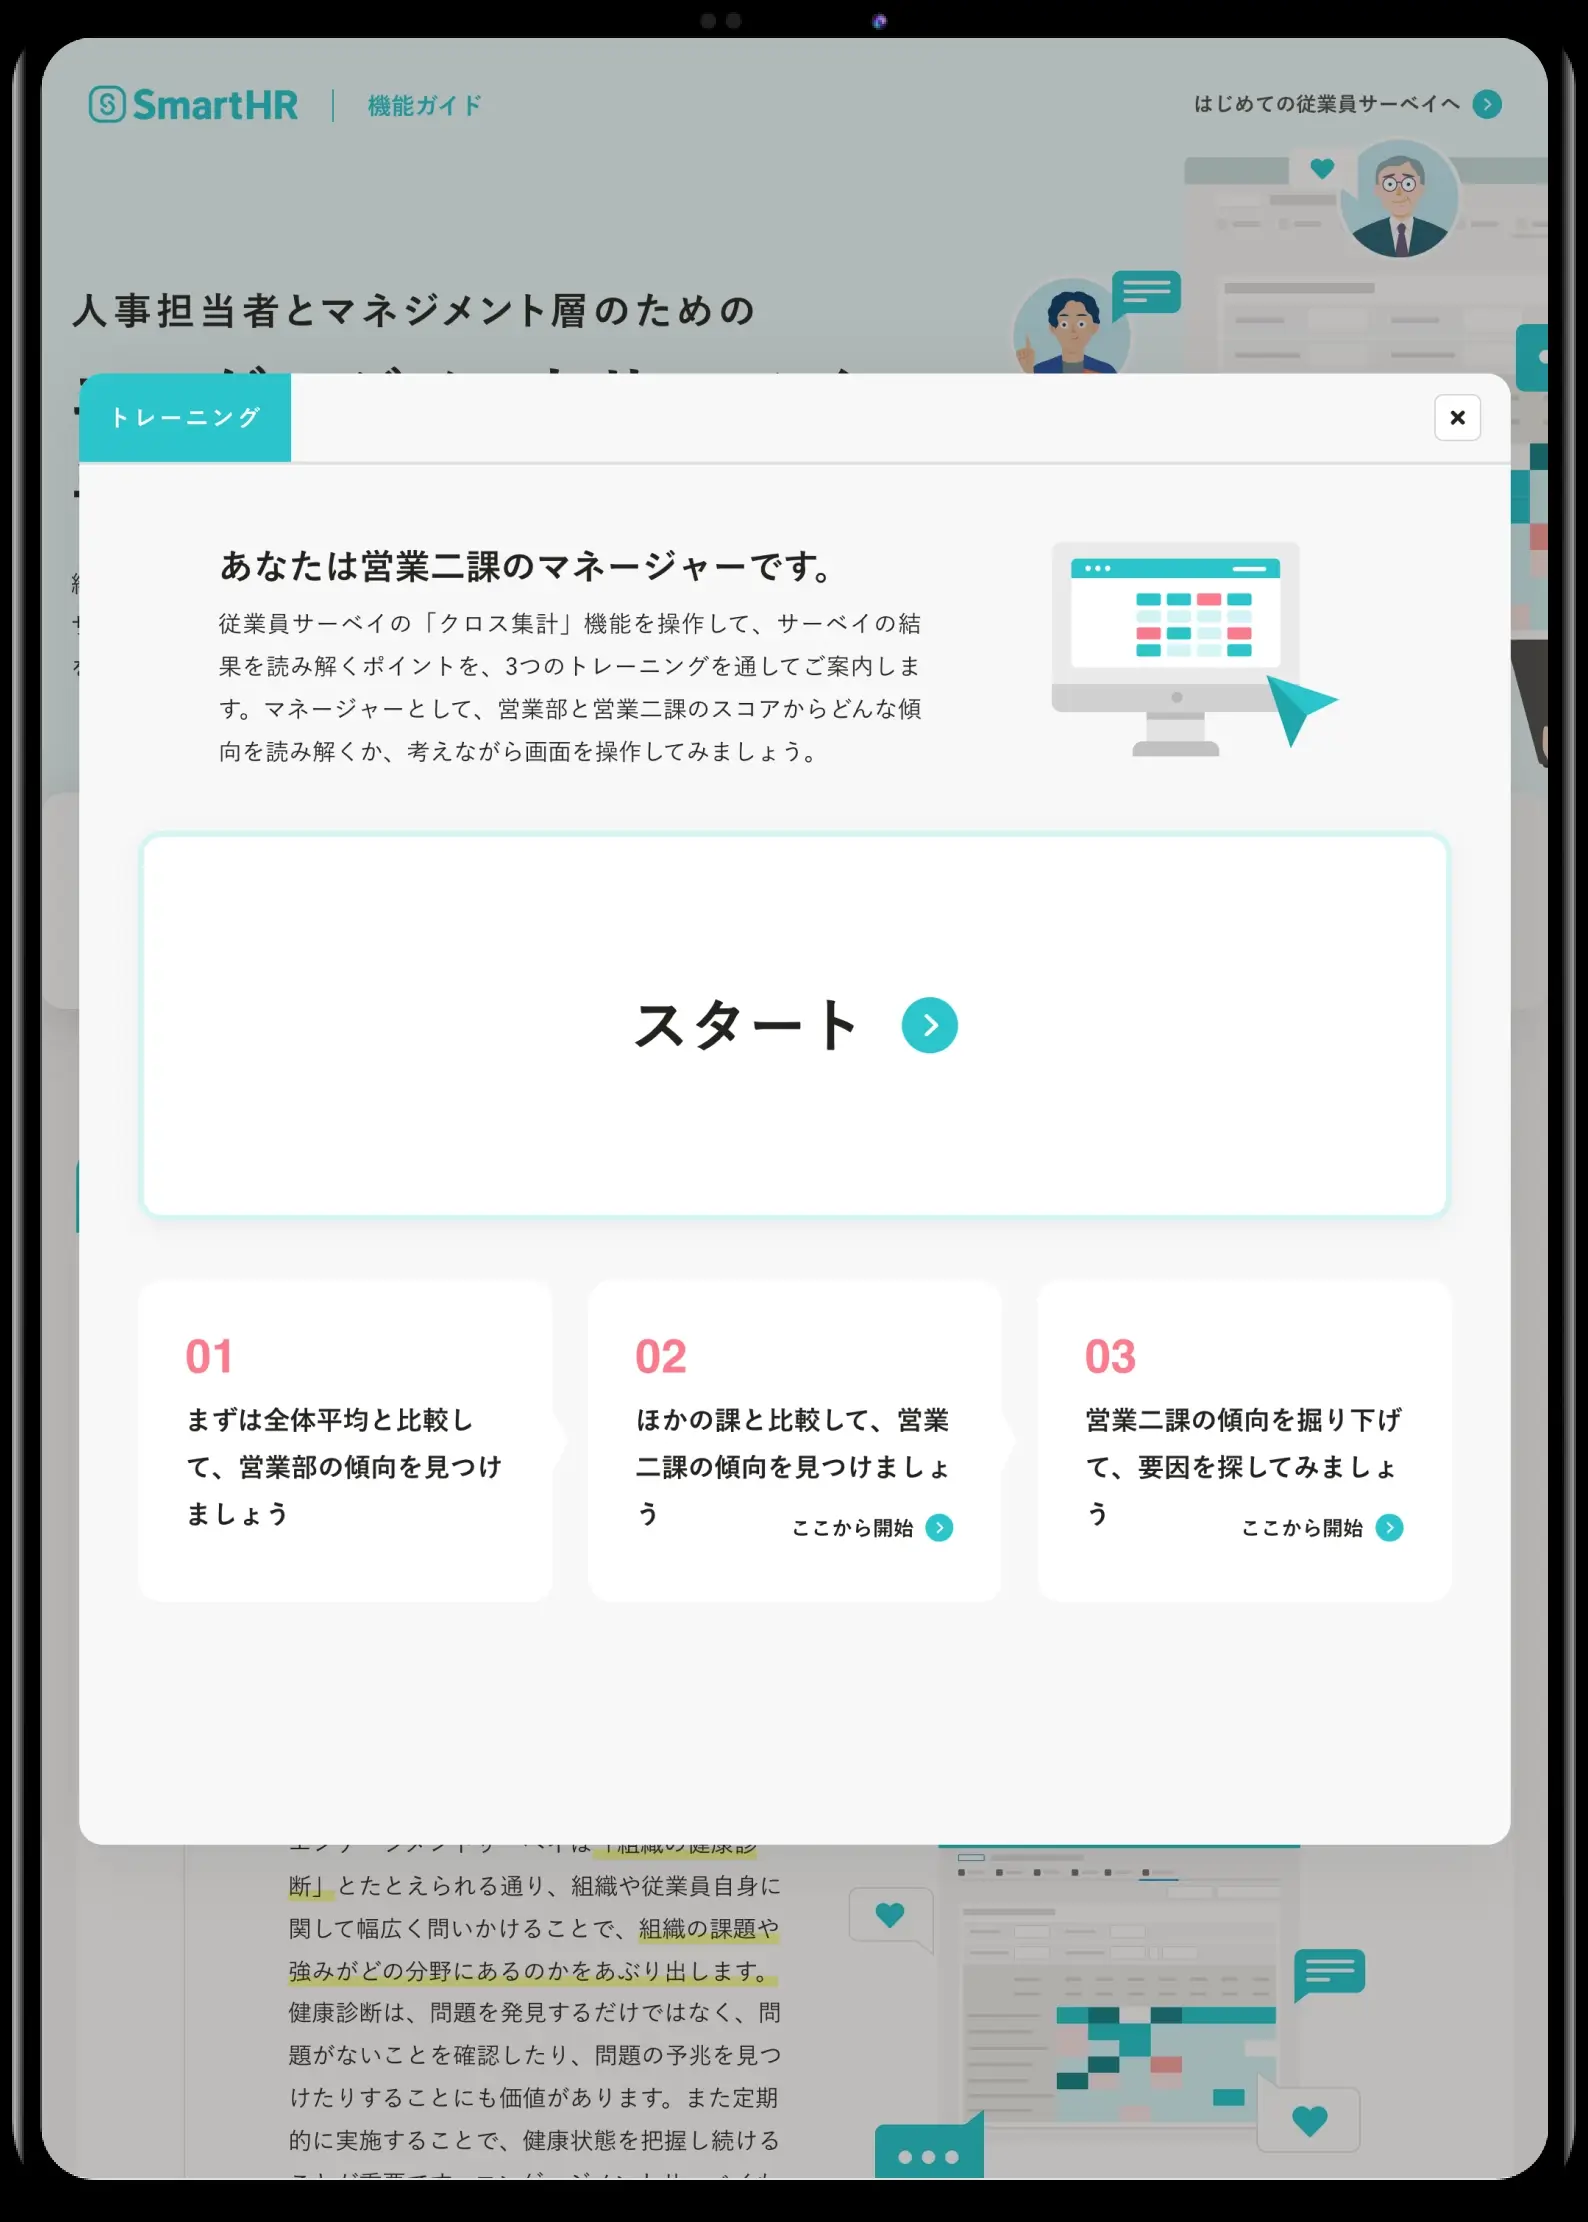 SmartHR
機能ガイド
はじめての従業員サーベイへ
人事担当者とマネジメント層のための
トレーニング
あなたは営業二課のマネージャーです。
従業員サーベイの「クロス集計」機能を操作して、サーベイの結
果を読み解くポイントを、3つのトレーニングを通してご案内しま
す。マネージャーとして、営業部と営業二課のスコアからどんな傾
向を読み解くか、考えながら画面を操作してみましょう。
スタート
01
まずは全体平均と比較し
て、営業部の傾向を見つけ
ましょう
02
ほかの課と比較して、営業
二課の傾向を見つけましょ
う
ここから開始
03
営業二課の傾向を掘り下げ
て、要因を探してみましょ
う
ここから開始
エンゲージメントサーベイは「組織の健康診
断」とたとえられる通り、組織や従業員自身に
関して幅広く問いかけることで、組織の課題や
強みがどの分野にあるのかをあぶり出します。
健康診断は、問題を発見するだけではなく、問
題がないことを確認したり、問題の予兆を見つ
けたりすることにも価値があります。また定期
的に実施することで、健康状態を把握し続ける